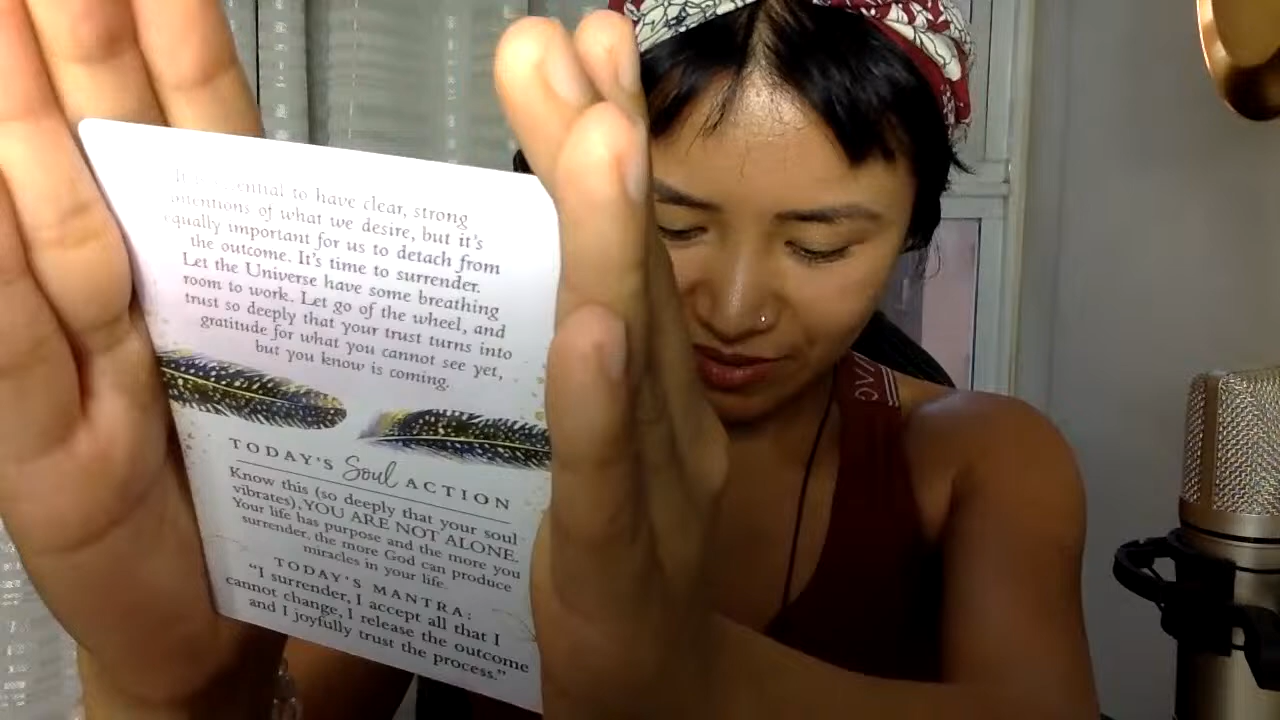 to have clear, strong
intentions of what we desire, but it's
equally important for us to detach from
the outcome. It's time to surrender.
Let the Universe have some breathing
room to work. Let go of the wheel, and
trust so deeply that your trust turns into
gratitude for what you cannot see yet,
but you know is coming.
TODAY'S Soul ACTION
Know this (so deeply that your soul
vibrates), YOU ARE NOT ALONE.
Your life has purpose and the more you
surrender, the more God can produce
miracles in your life.
TODAY'S MANTRA:
"I surrender, I accept all that I
cannot change, I release the outcome
and I joyfully trust the process."